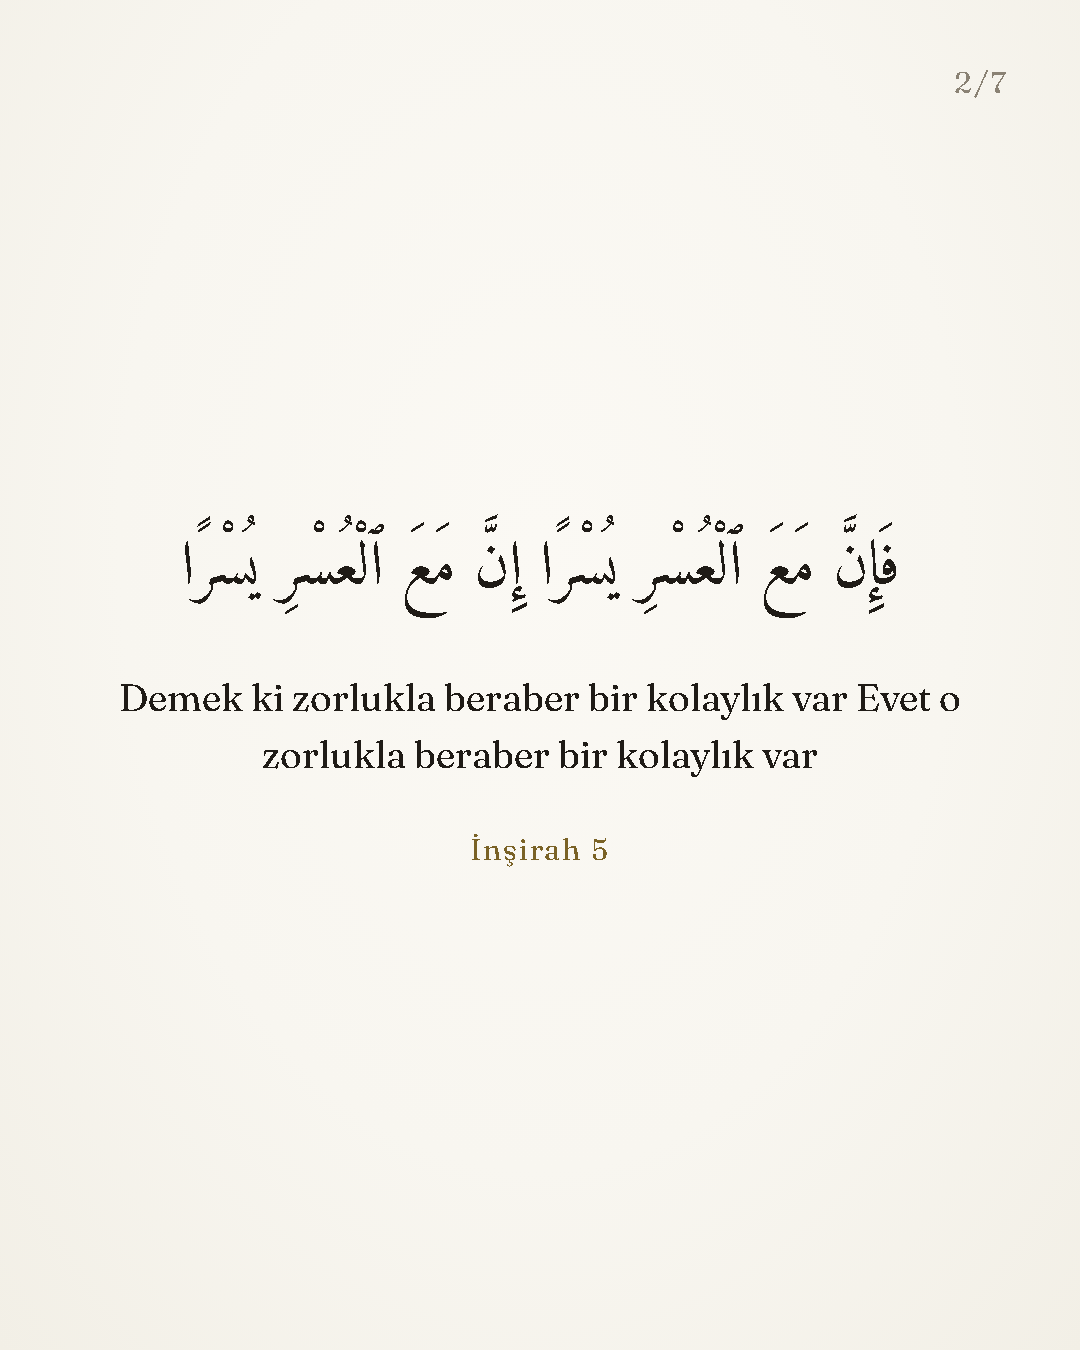 2/7
فَإِنَّ مَعَ ٱلْعُسْرِ يُسْرًا إِنَّ مَعَ ٱلْعُسْرِ يُسْرًا
Demek ki zorlukla beraber bir kolaylık var Evet o
zorlukla beraber bir kolaylık var
İnşirah 5